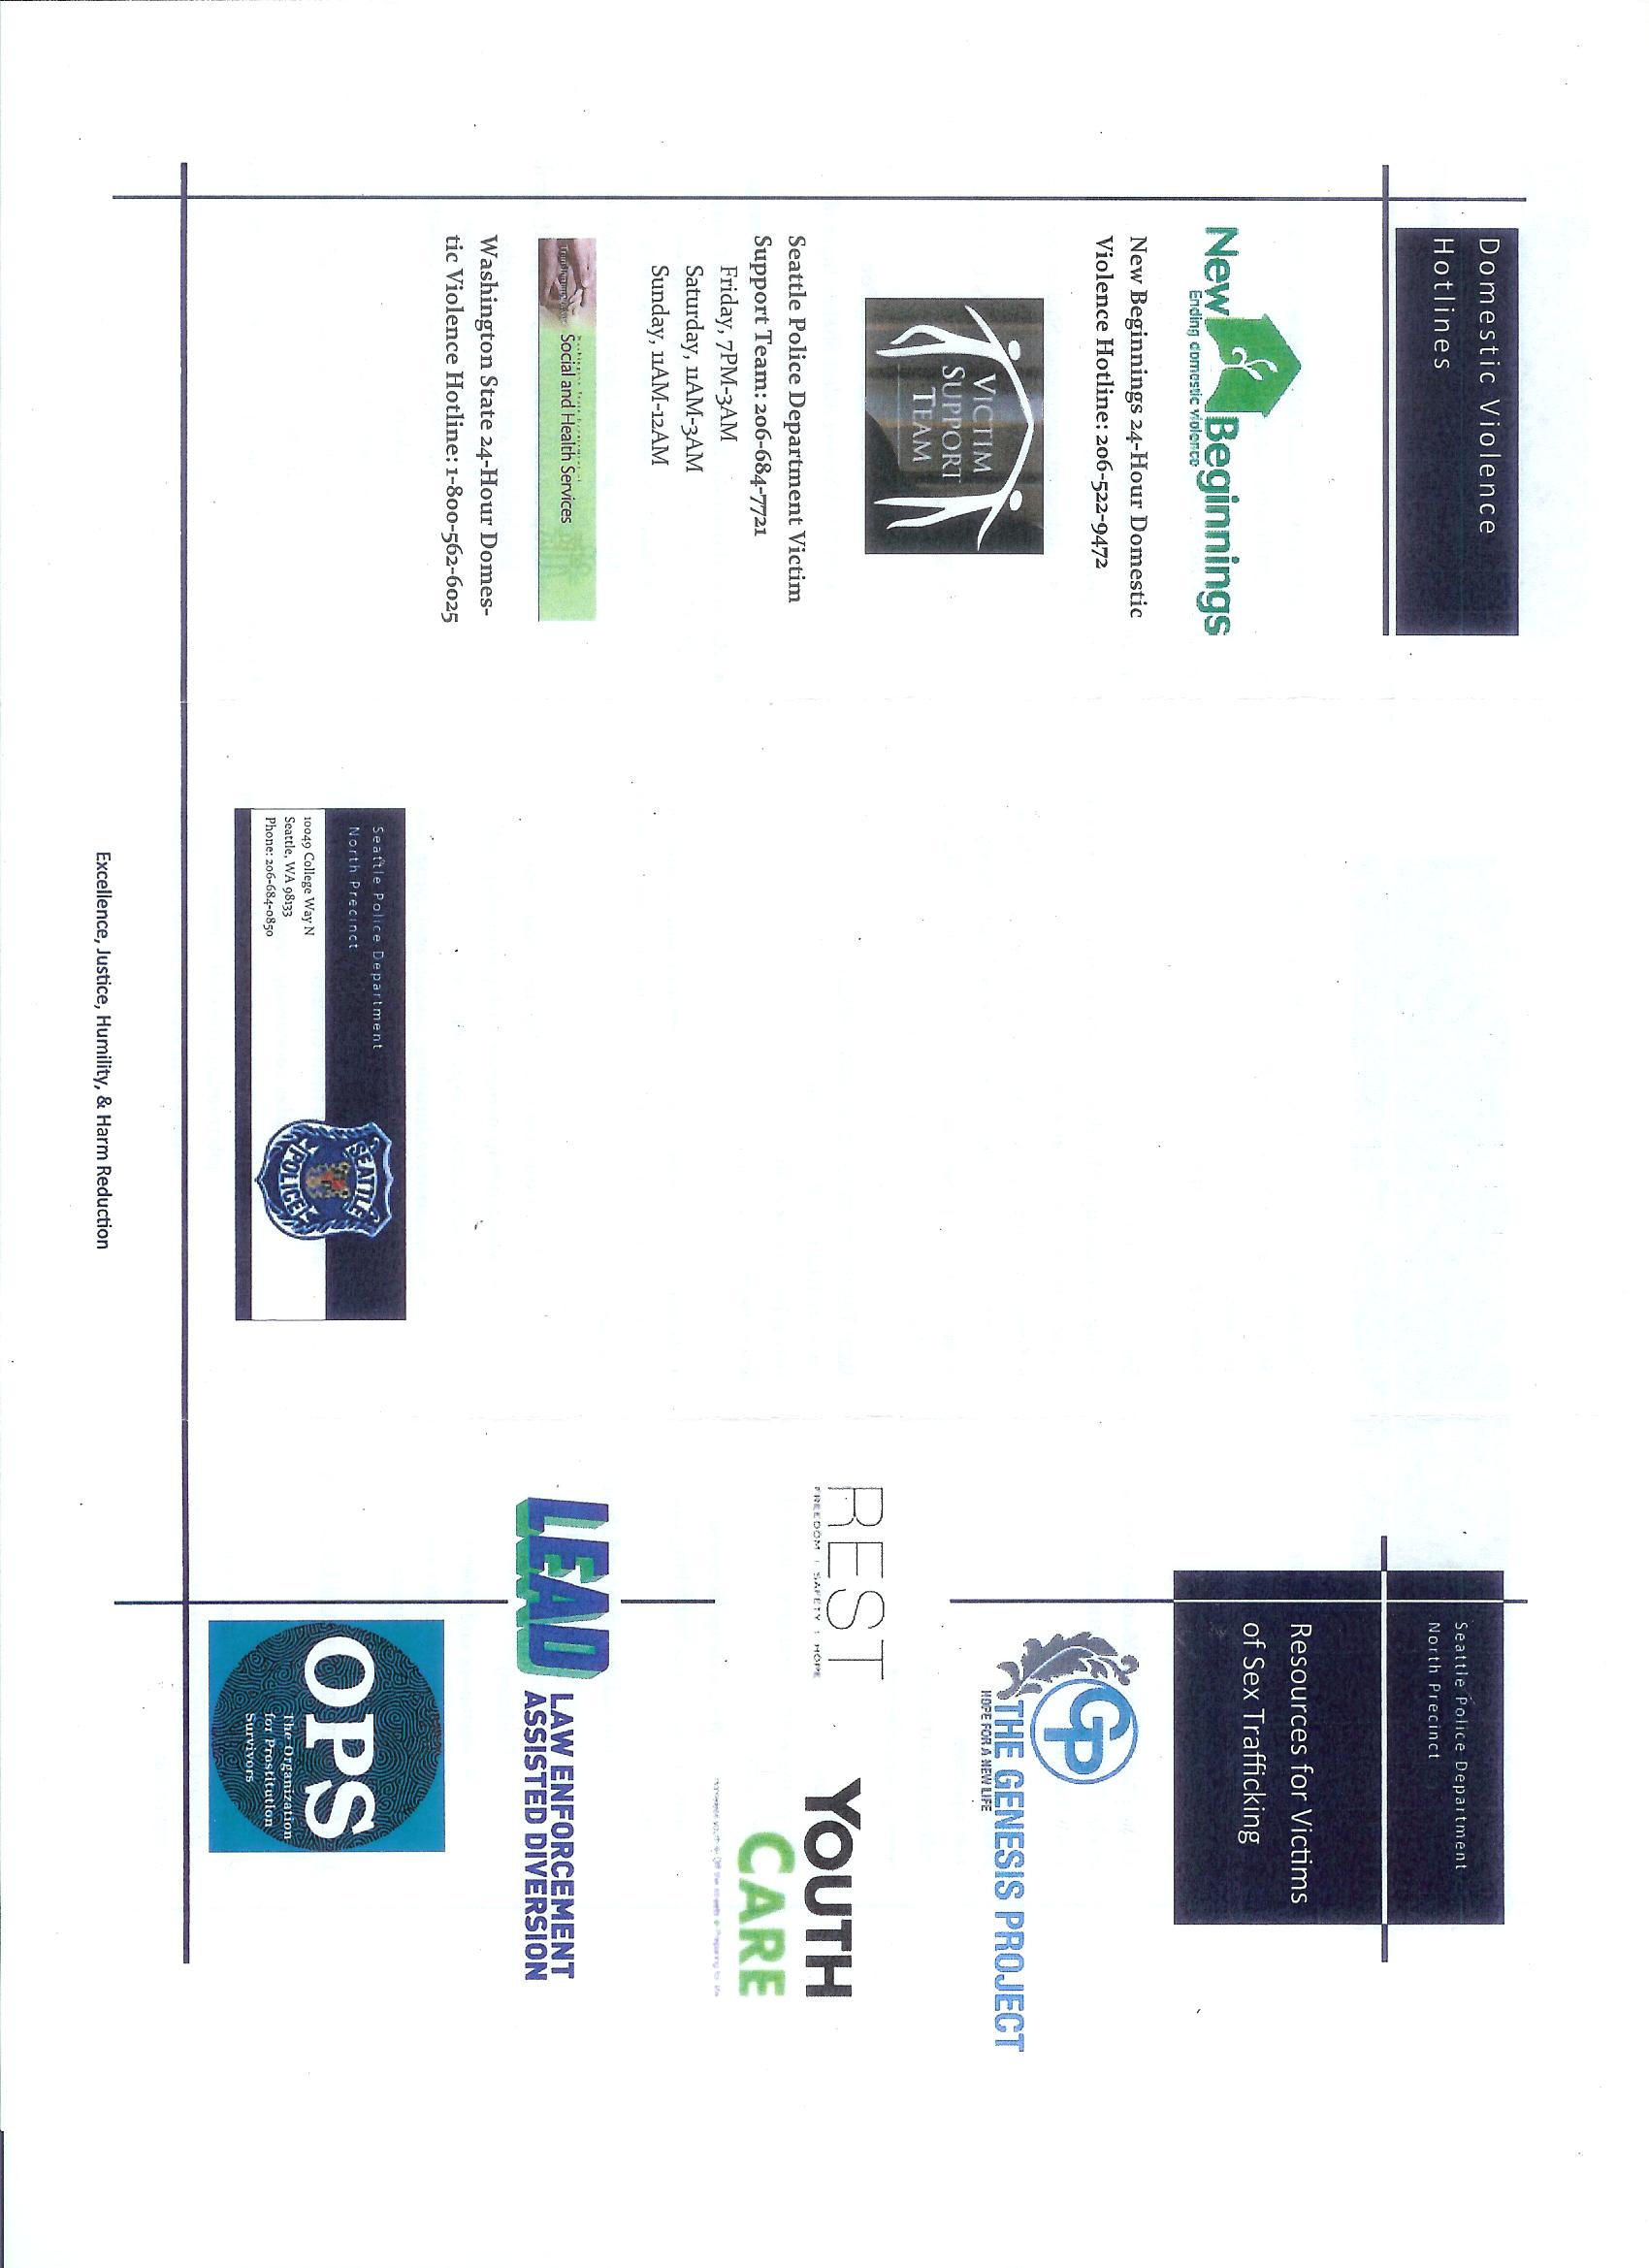 Domestic Violence
Hotlines
New Beginnings
Ending domestic violence
New Beginnings 24-Hour Domestic
Violence Hotline: 206-522-9472
VICTIM
SUPPORT
TEAM
Seattle Police Department Victim
Support Team: 206-684-7721
Friday, 7PM-3AM
Saturday, 11AM-3AM
Sunday, 11AM-12AM
Social and Health Services
Washington State 24-Hour Domes-
tic Violence Hotline: 1-800-562-6025
Seattle Police Department
North Precinct
10049 College Way N
Seattle, WA 98133
Phone: 206-684-0850
SEATTLE
POLICE
Excellence, Justice, Humility, & Harm Reduction
Seattle Police Department
North Precinct
Resources for Victims
of Sex Trafficking
GP
THE GENESIS PROJECT
HOPE FOR A NEW LIFE
REST
FREEDOM | SAFETY | HOPE
YOUTH
CARE
LEAD
LAW ENFORCEMENT
ASSISTED DIVERSION
OPS
The Organization
for Prostitution
Survivors